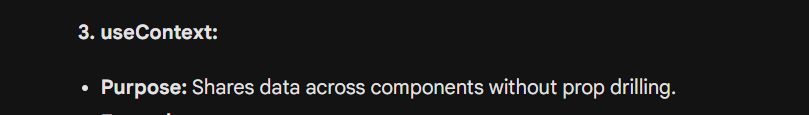 3. useContext:
• Purpose: Shares data across components without prop drilling.